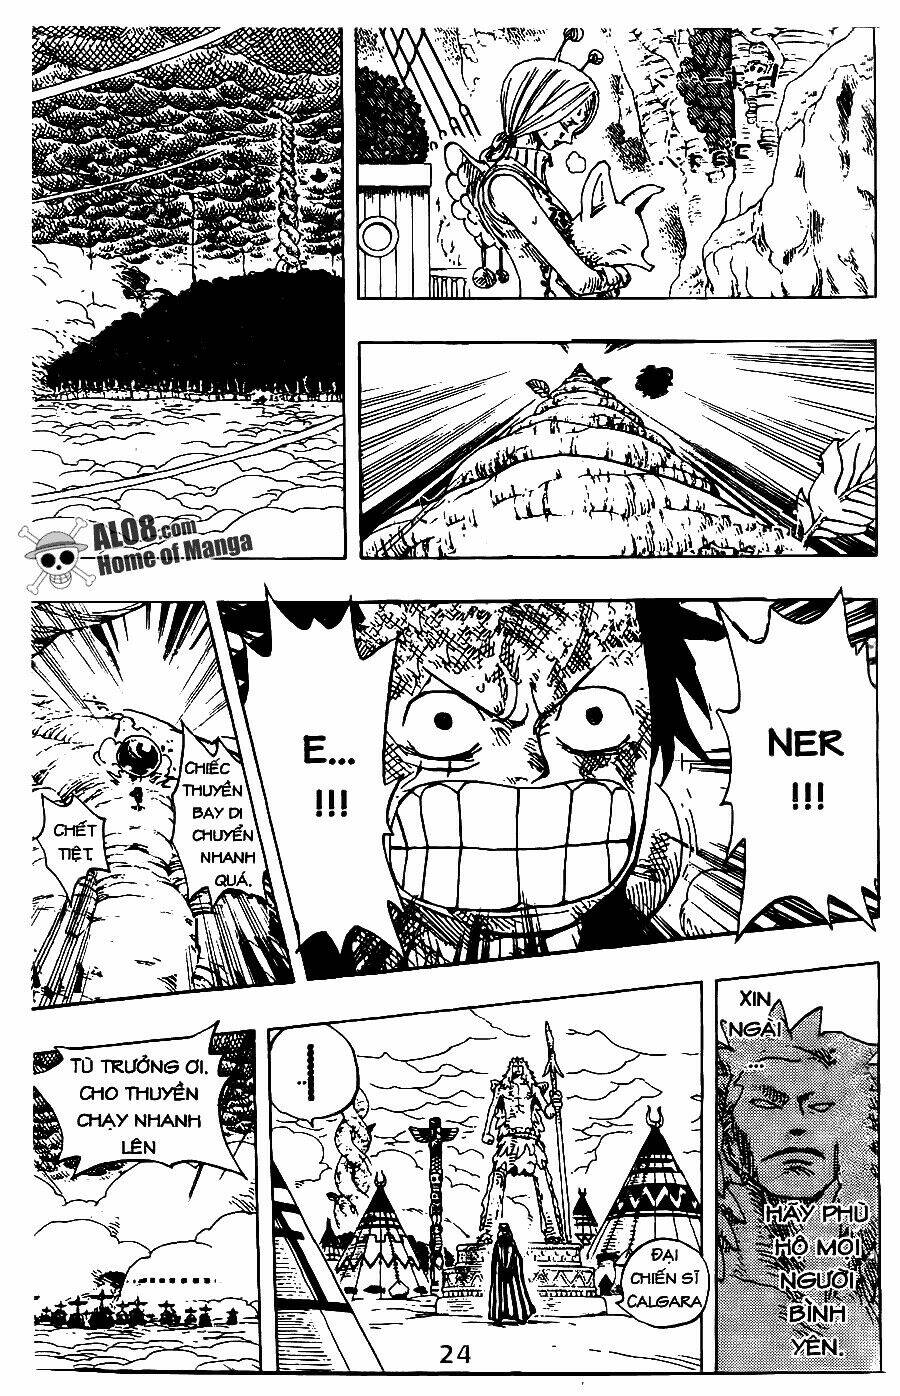 ALO8.com
Home of Manga
E...
!!!
NER
!!!
CHIẾC
THUYỀN
BAY DI
CHUYỂN
NHANH
QUÁ.
CHẾT
TIỆT.
TÙ TRƯỞNG ƠI.
CHO THUYỀN
CHẠY NHANH
LÊN
ĐẠI
CHIẾN SĨ
CALGARA
XIN
NGÀI
...
HÃY PHÙ
HỘ MỌI
NGƯỜI
BÌNH
YÊN.
24